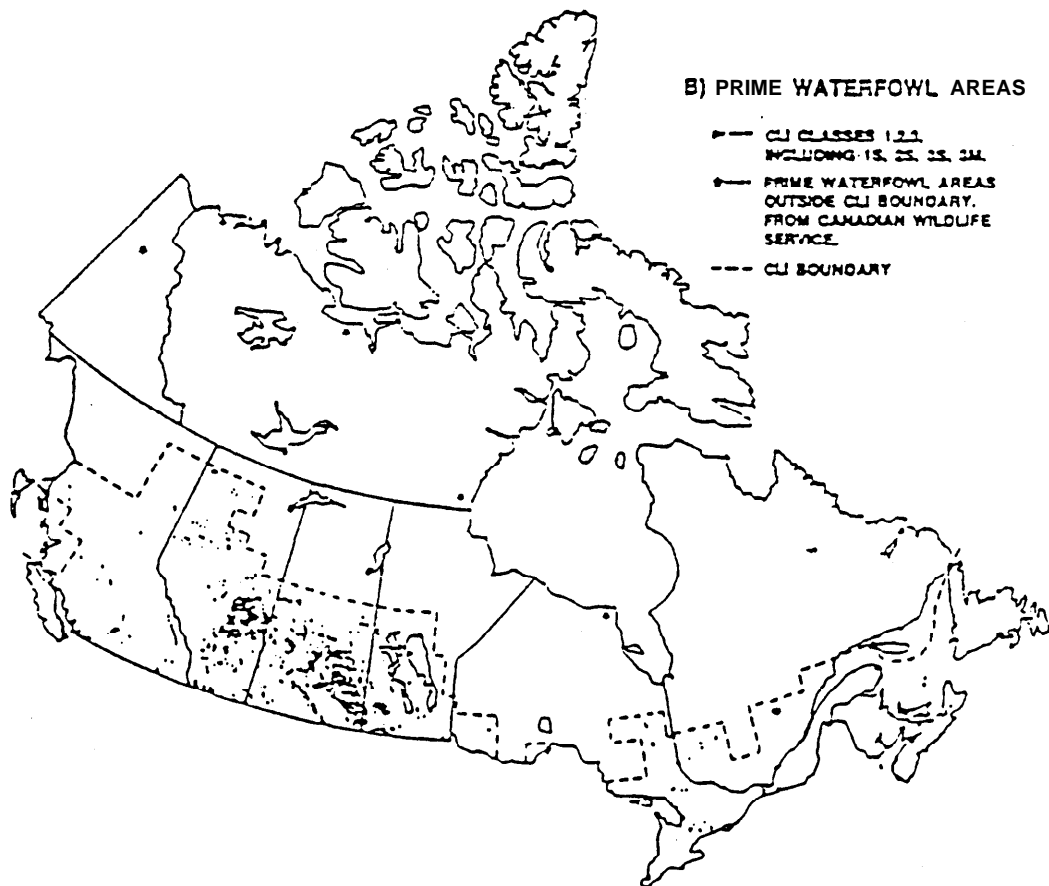 B) PRIME WATERFOWL AREAS
CLI CLASSES 1,2,3,
INCLUDING 1S, 2S, 3S, 3M.
PRIME WATERFOWL AREAS
OUTSIDE CLI BOUNDARY,
FROM CANADIAN WILDLIFE
SERVICE.
CLI BOUNDARY